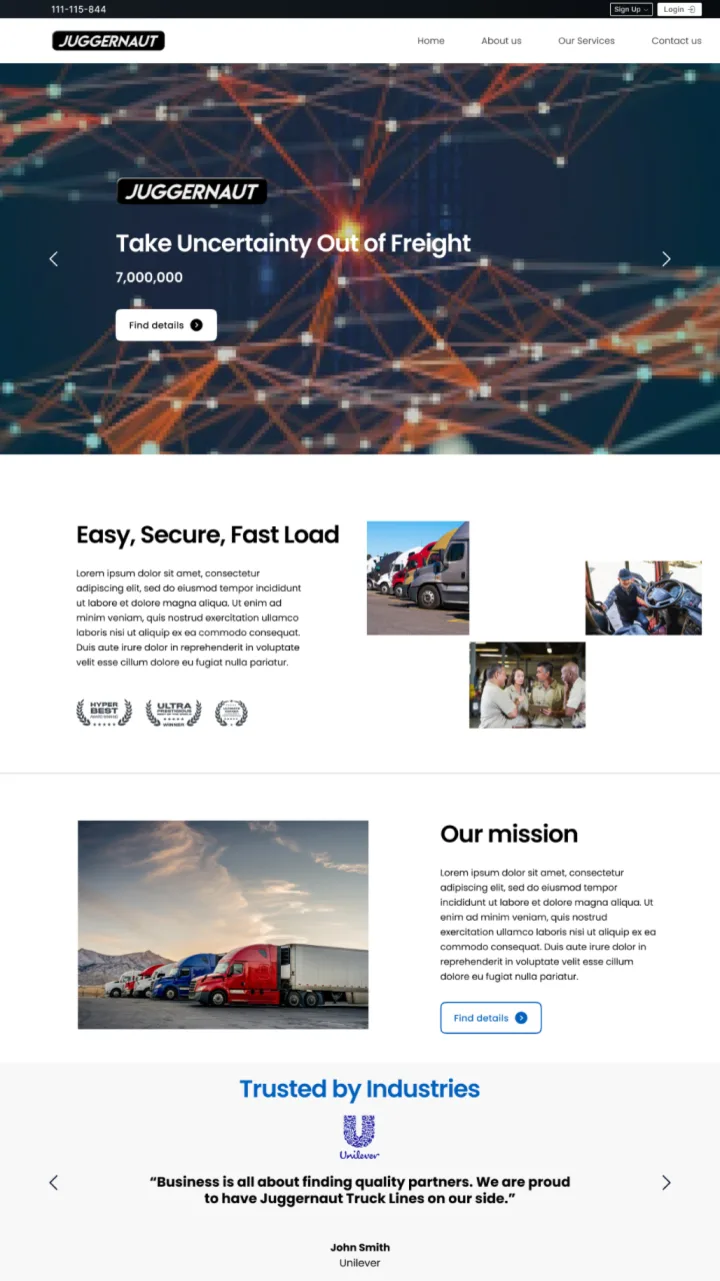 111-115-844
Sign Up
Login
JUGGERNAUT
Home
About us
Our Services
Contact us
JUGGERNAUT
Take Uncertainty Out of Freight
7,000,000
Find details
Easy, Secure, Fast Load
Lorem ipsum dolor sit amet, consectetur
adipiscing elit, sed do eiusmod tempor incididunt
ut labore et dolore magna aliqua. Ut enim ad
minim veniam, quis nostrud exercitation ullamco
laboris nisi ut aliquip ex ea commodo consequat.
Duis aute irure dolor in reprehenderit in voluptate
velit esse cillum dolore eu fugiat nulla pariatur.
HYPER
BEST
ULTRA
WINNER
Our mission
Lorem ipsum dolor sit amet, consectetur
adipiscing elit, sed do eiusmod tempor
incididunt ut labore et dolore magna aliqua. Ut
enim ad minim veniam, quis nostrud
exercitation ullamco laboris nisi ut aliquip ex ea
commodo consequat. Duis aute irure dolor in
reprehenderit in voluptate velit esse cillum
dolore eu fugiat nulla pariatur.
Find details
Trusted by Industries
Unilever
“Business is all about finding quality partners. We are proud
to have Juggernaut Truck Lines on our side.”
John Smith
Unilever